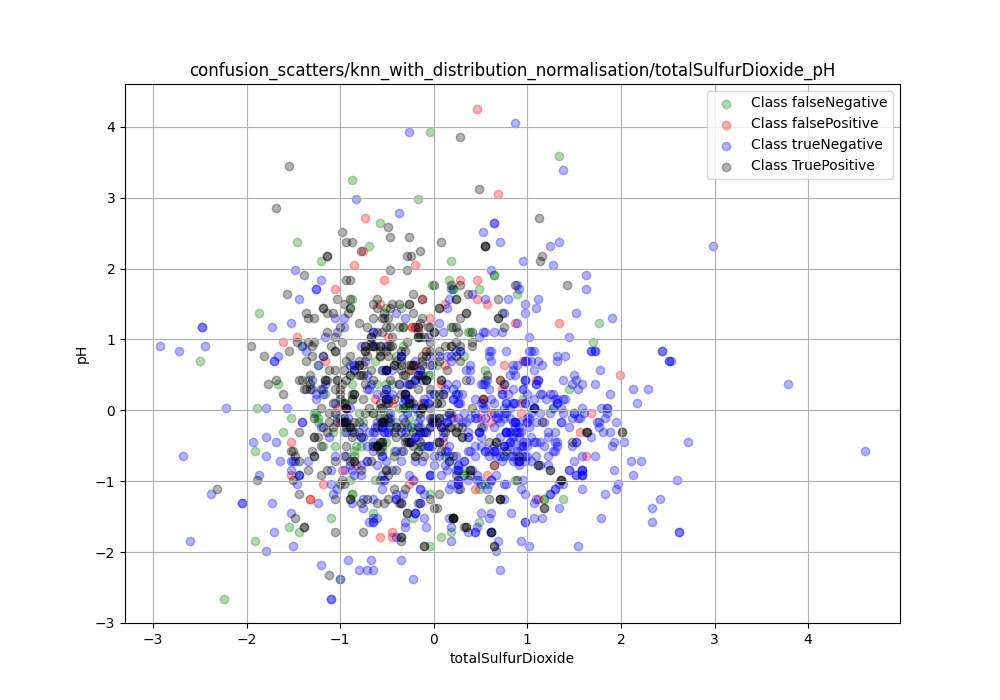 confusion_scatters/knn_with_distribution_normalisation/totalSulfurDioxide_pH
Class falseNegative
Class falsePositive
Class trueNegative
Class TruePositive
4
3
2
1
0
−1
−2
−3
pH
−3 −2 −1 0 1 2 3 4
totalSulfurDioxide